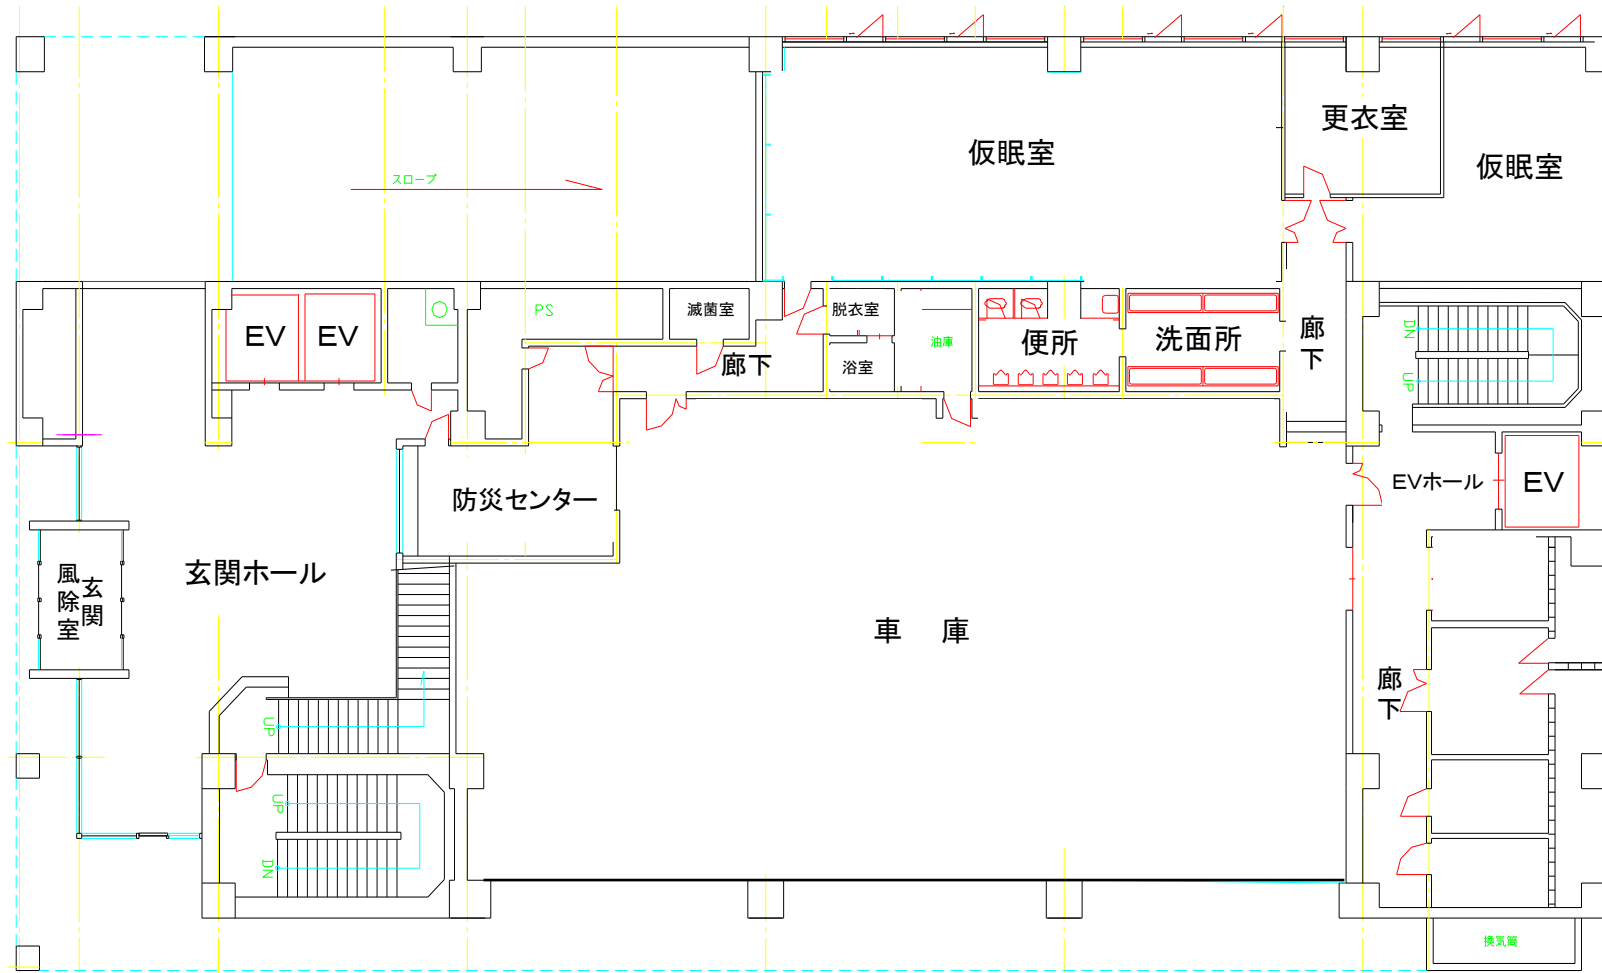 更衣室
仮眠室
仮眠室
スロープ
EV
EV
PS
滅菌室
脱衣室
油庫
便所
洗面所
廊下
DN
UP
廊下
浴室
防災センター
EVホール
EV
玄関ホール
玄関
風除室
車 庫
廊下
UP
UP
DN
換気筒